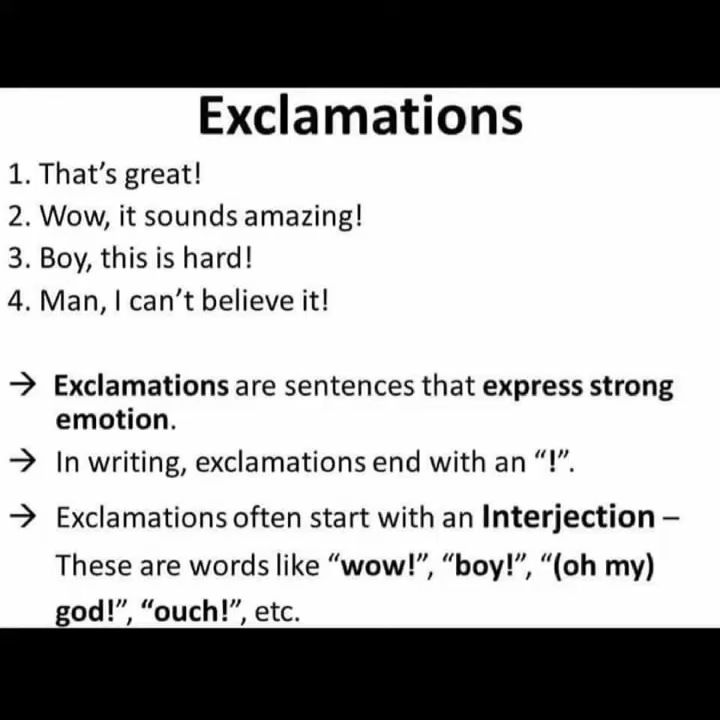 Exclamations
1. That’s great!
2. Wow, it sounds amazing!
3. Boy, this is hard!
4. Man, I can’t believe it!
→ Exclamations are sentences that express strong
emotion.
→ In writing, exclamations end with an “!”.
→ Exclamations often start with an Interjection –
These are words like “wow!”, “boy!”, “(oh my)
god!”, “ouch!”, etc.